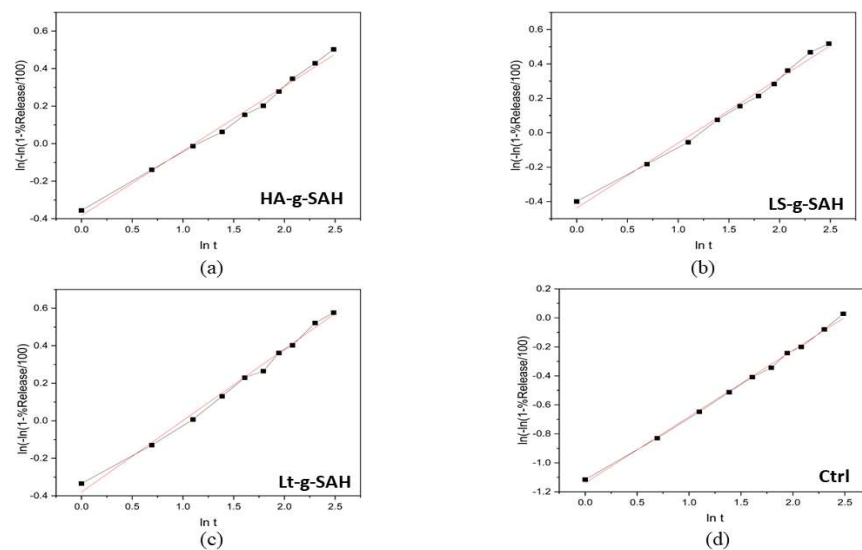 ln(-ln(1-%Release/100)
0.6
0.4
0.2
0.0
-0.2
-0.4
0.0 0.5 1.0 1.5 2.0 2.5
ln t
HA-g-SAH
(a)
ln(-ln(1-%Release/100)
0.6
0.4
0.2
0.0
-0.2
-0.4
0.0 0.5 1.0 1.5 2.0 2.5
ln t
LS-g-SAH
(b)
ln(-ln(1-%Release/100)
0.6
0.4
0.2
0.0
-0.2
-0.4
0.0 0.5 1.0 1.5 2.0 2.5
ln t
Lt-g-SAH
(c)
ln(-ln(1-%Release/100)
0.2
0.0
-0.2
-0.4
-0.6
-0.8
-1.0
-1.2
0.0 0.5 1.0 1.5 2.0 2.5
ln t
Ctrl
(d)